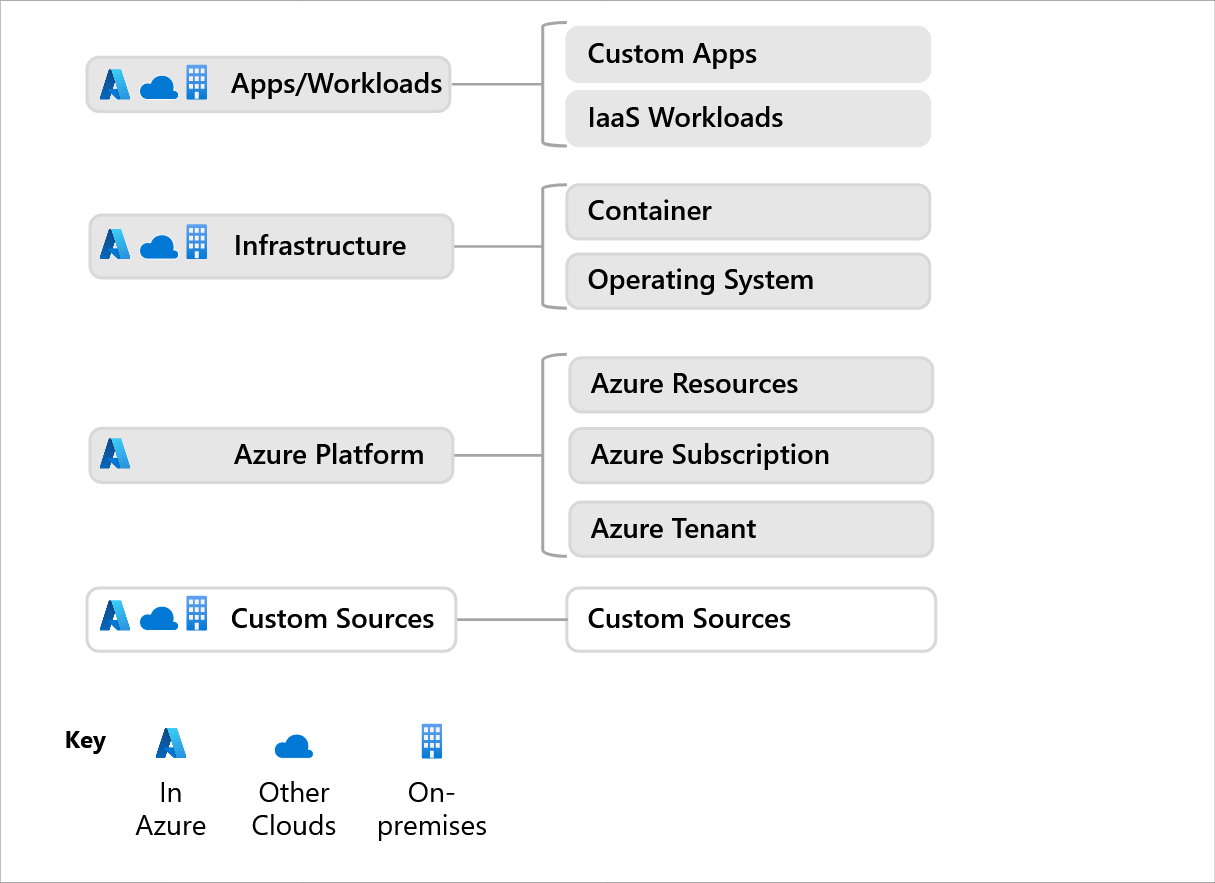 Apps/Workloads
Custom Apps
IaaS Workloads
Infrastructure
Container
Operating System
Azure Platform
Azure Resources
Azure Subscription
Azure Tenant
Custom Sources
Custom Sources
Key
In
Azure
Other
Clouds
On-
premises